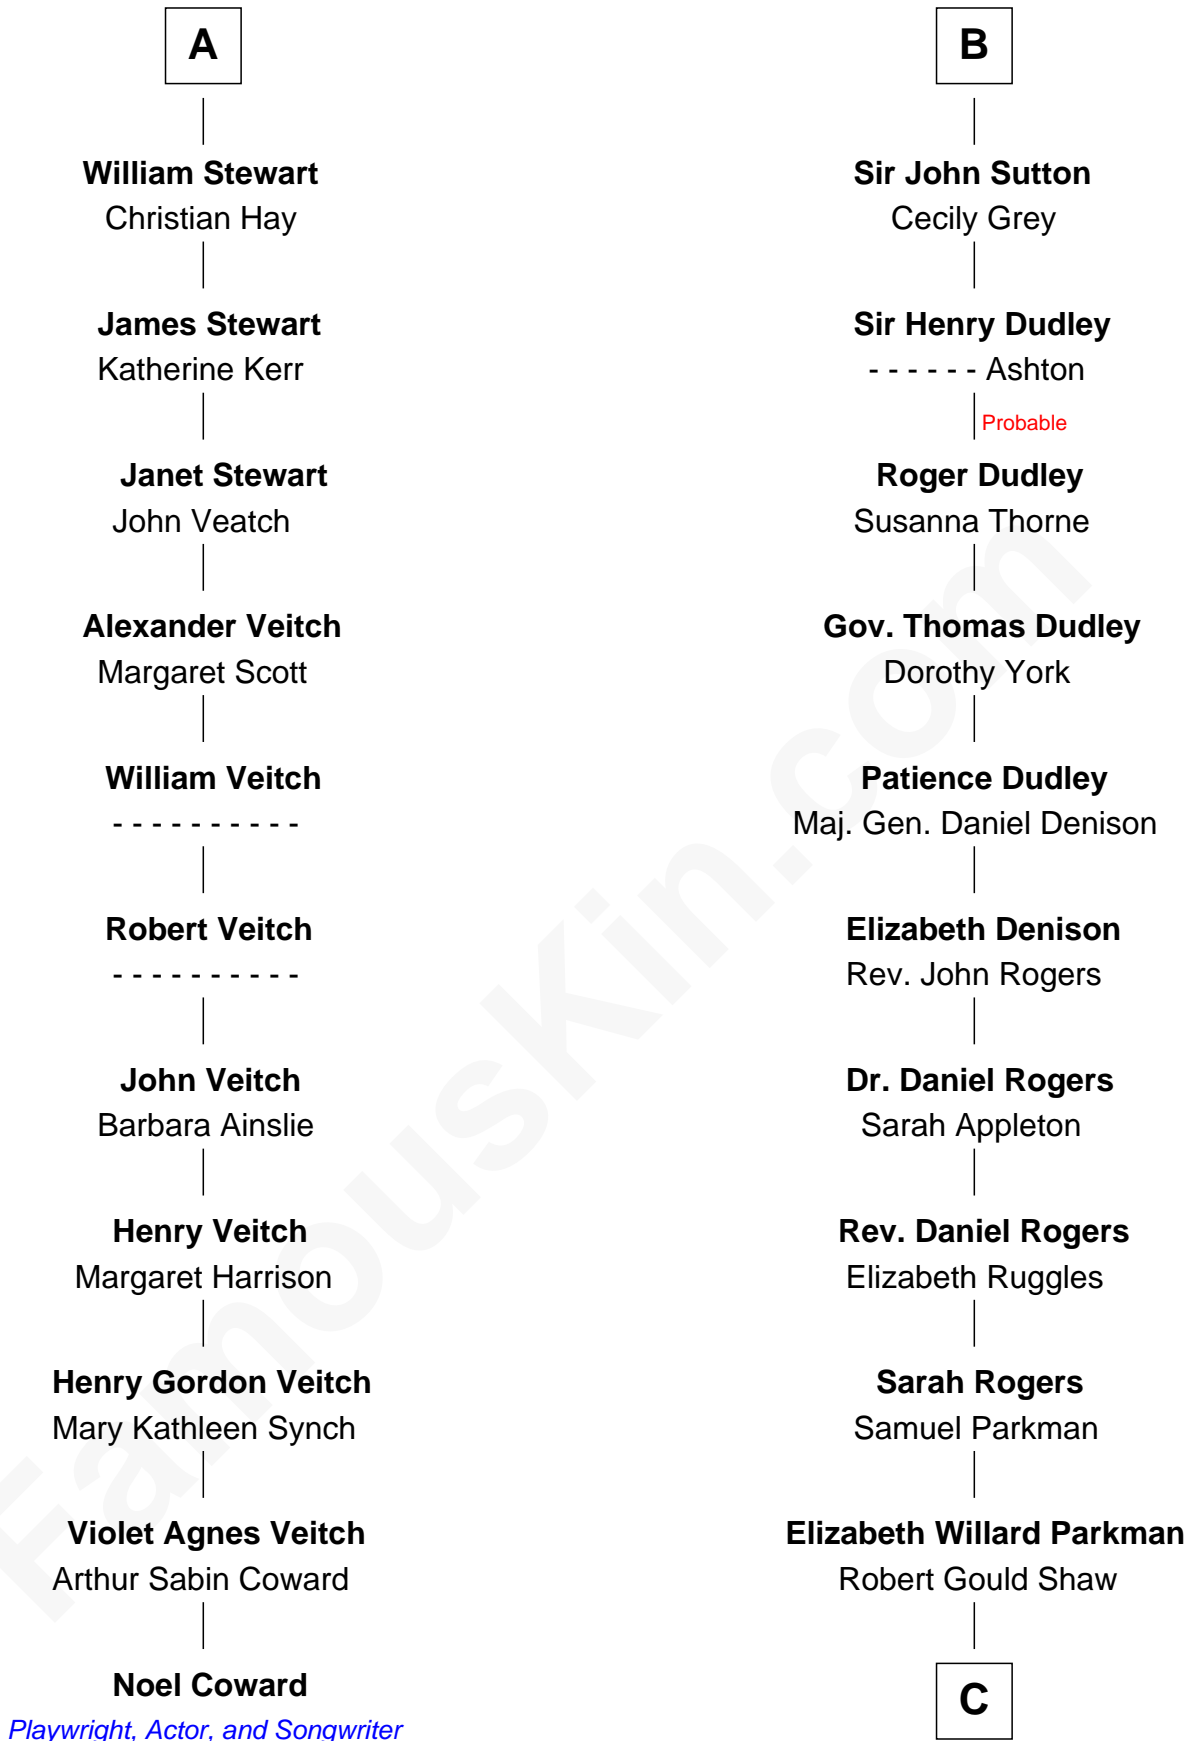 A
William Stewart
Christian Hay
James Stewart
Katherine Kerr
Janet Stewart
John Veatch
Alexander Veitch
Margaret Scott
William Veitch
- - - - - - - - - -
Robert Veitch
- - - - - - - - - -
John Veitch
Barbara Ainslie
Henry Veitch
Margaret Harrison
Henry Gordon Veitch
Mary Kathleen Synch
Violet Agnes Veitch
Arthur Sabin Coward
Noel Coward
Playwright, Actor, and Songwriter
B
Sir John Sutton
Cecily Grey
Sir Henry Dudley
- - - - - - Ashton
Probable
Roger Dudley
Susanna Thorne
Gov. Thomas Dudley
Dorothy York
Patience Dudley
Maj. Gen. Daniel Denison
Elizabeth Denison
Rev. John Rogers
Dr. Daniel Rogers
Sarah Appleton
Rev. Daniel Rogers
Elizabeth Ruggles
Sarah Rogers
Samuel Parkman
Elizabeth Willard Parkman
Robert Gould Shaw
C
FamousKin.com